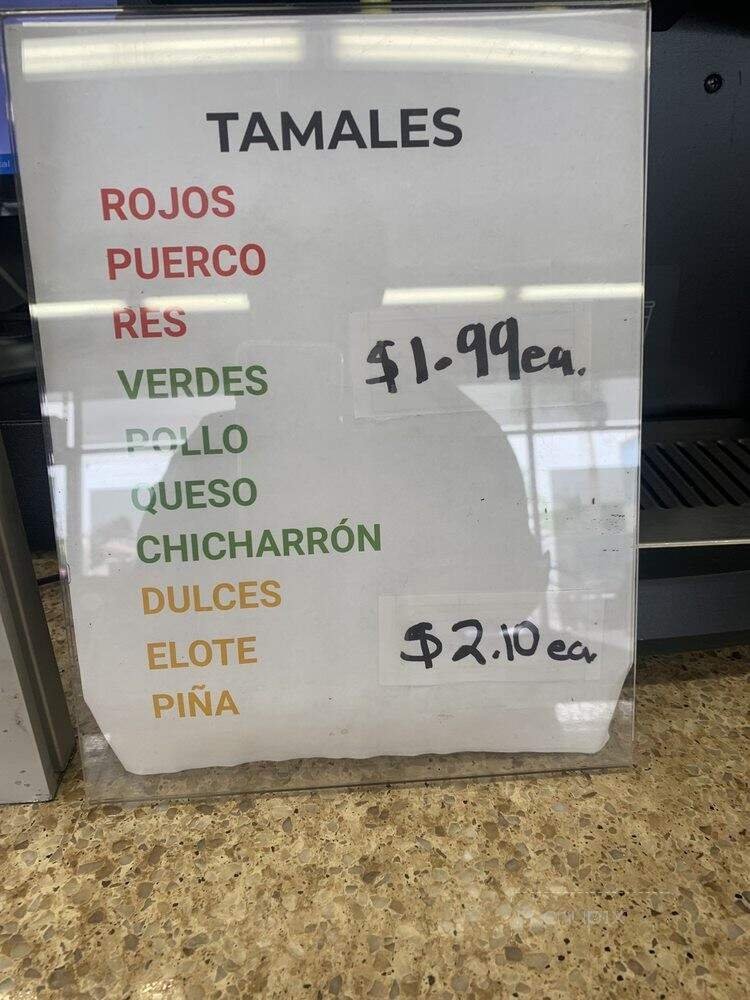 TAMALES
ROJOS
PUERCO
RES
$1.99ea.
VERDES
POLLO
QUESO
CHICHARRÓN
DULCES
ELOTE
$2.10 ea.
PIÑA